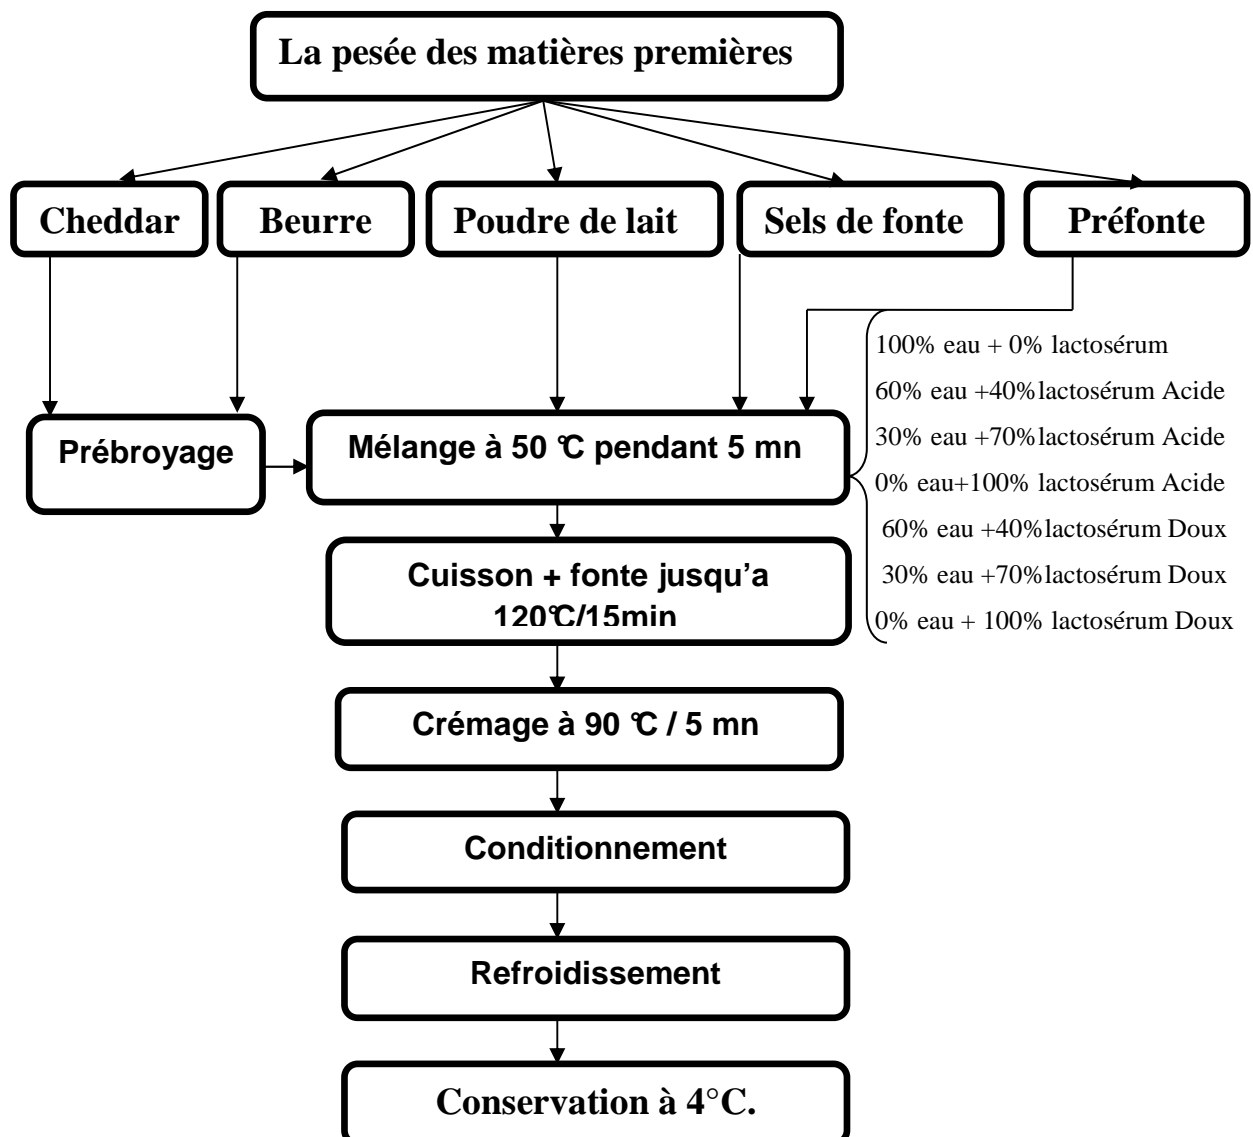 La pesée des matières premières
Cheddar
Beurre
Poudre de lait
Sels de fonte
Préfonte
100% eau + 0% lactosérum
60% eau +40%lactosérum Acide
30% eau +70%lactosérum Acide
0% eau+100% lactosérum Acide
60% eau +40%lactosérum Doux
30% eau +70%lactosérum Doux
0% eau + 100% lactosérum Doux
Prébroyage
Mélange à 50 °C pendant 5 mn
Cuisson + fonte jusqu’a
120°C/15min
Crémage à 90 °C / 5 mn
Conditionnement
Refroidissement
Conservation à 4°C.